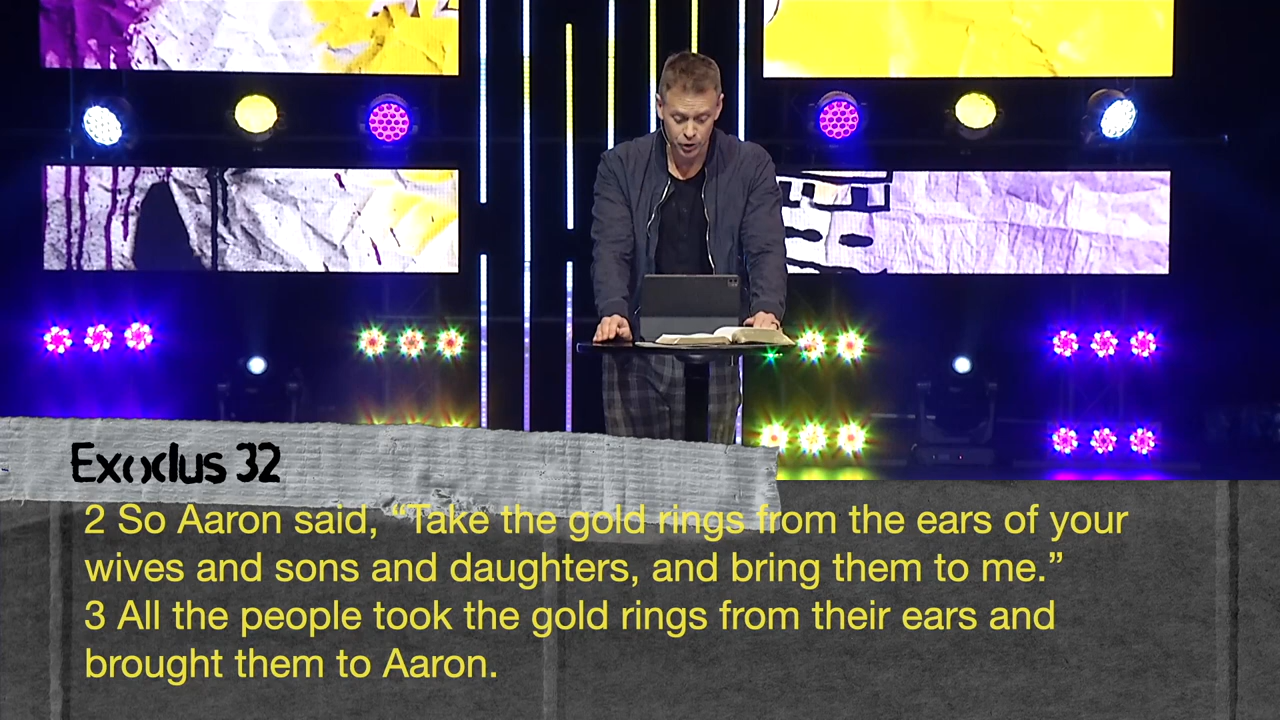 Exodus 32
2 So Aaron said, “Take the gold rings from the ears of your
wives and sons and daughters, and bring them to me.”
3 All the people took the gold rings from their ears and
brought them to Aaron.